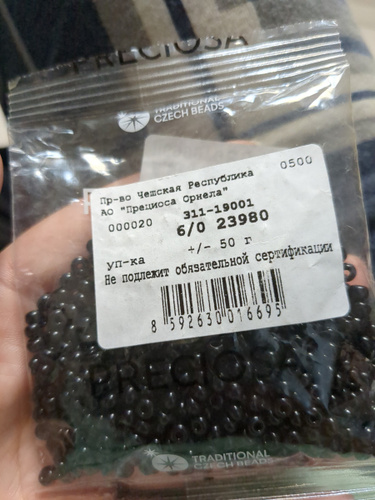 PRECIOSA
TRADITIONAL
CZECH BEADS
Пр-во Чешская Республика
АО "Прециоса Орнела"
0500
311-19001
000020
6/0 23980
уп-ка
+/- 50 г
Не подлежит обязательной сертификации
8 592630 016695
PRECIOSA
TRADITIONAL
CZECH BEADS